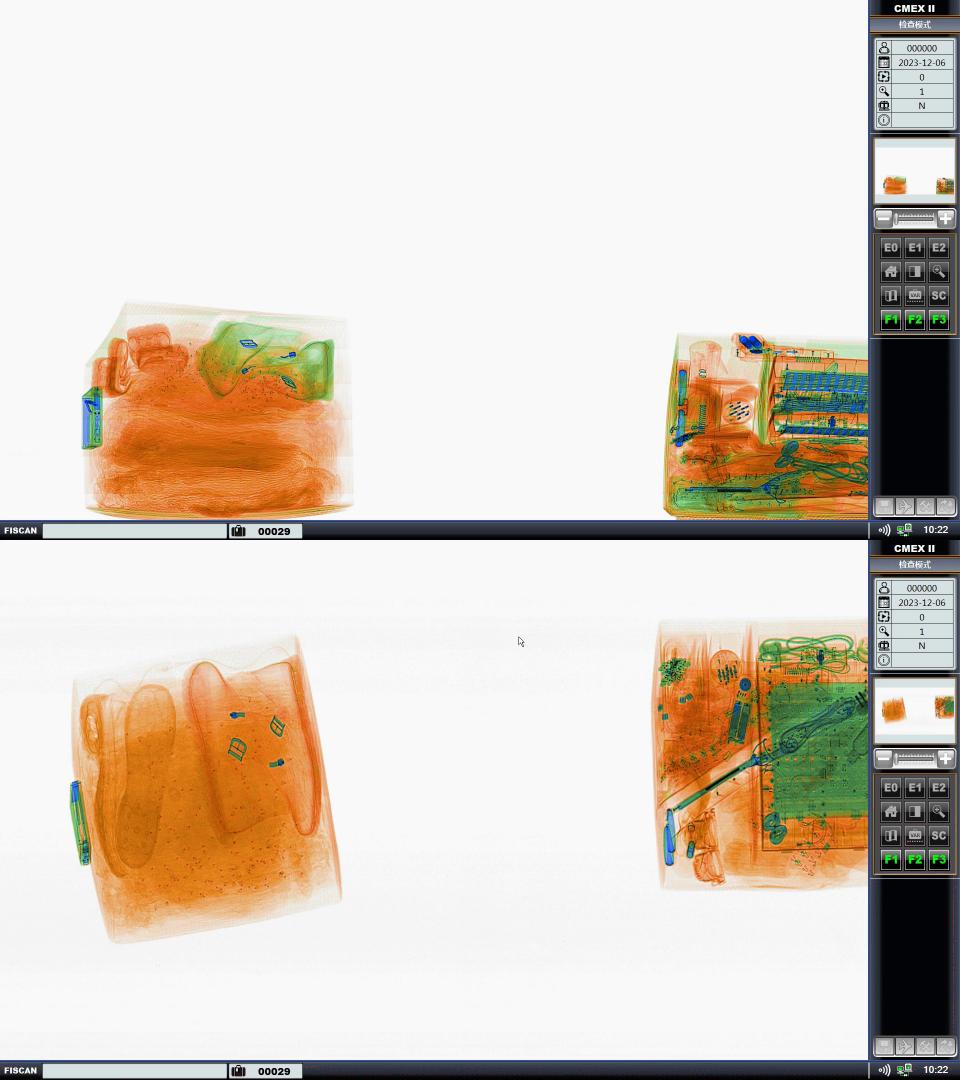 CMEX II
检查模式
000000
2023-12-06
0
1
N
E0 E1 E2
VAR SC
F1 F2 F3
FISCAN 00029 10:22
CMEX II
检查模式
000000
2023-12-06
0
1
N
E0 E1 E2
VAR SC
F1 F2 F3
FISCAN 00029 10:22